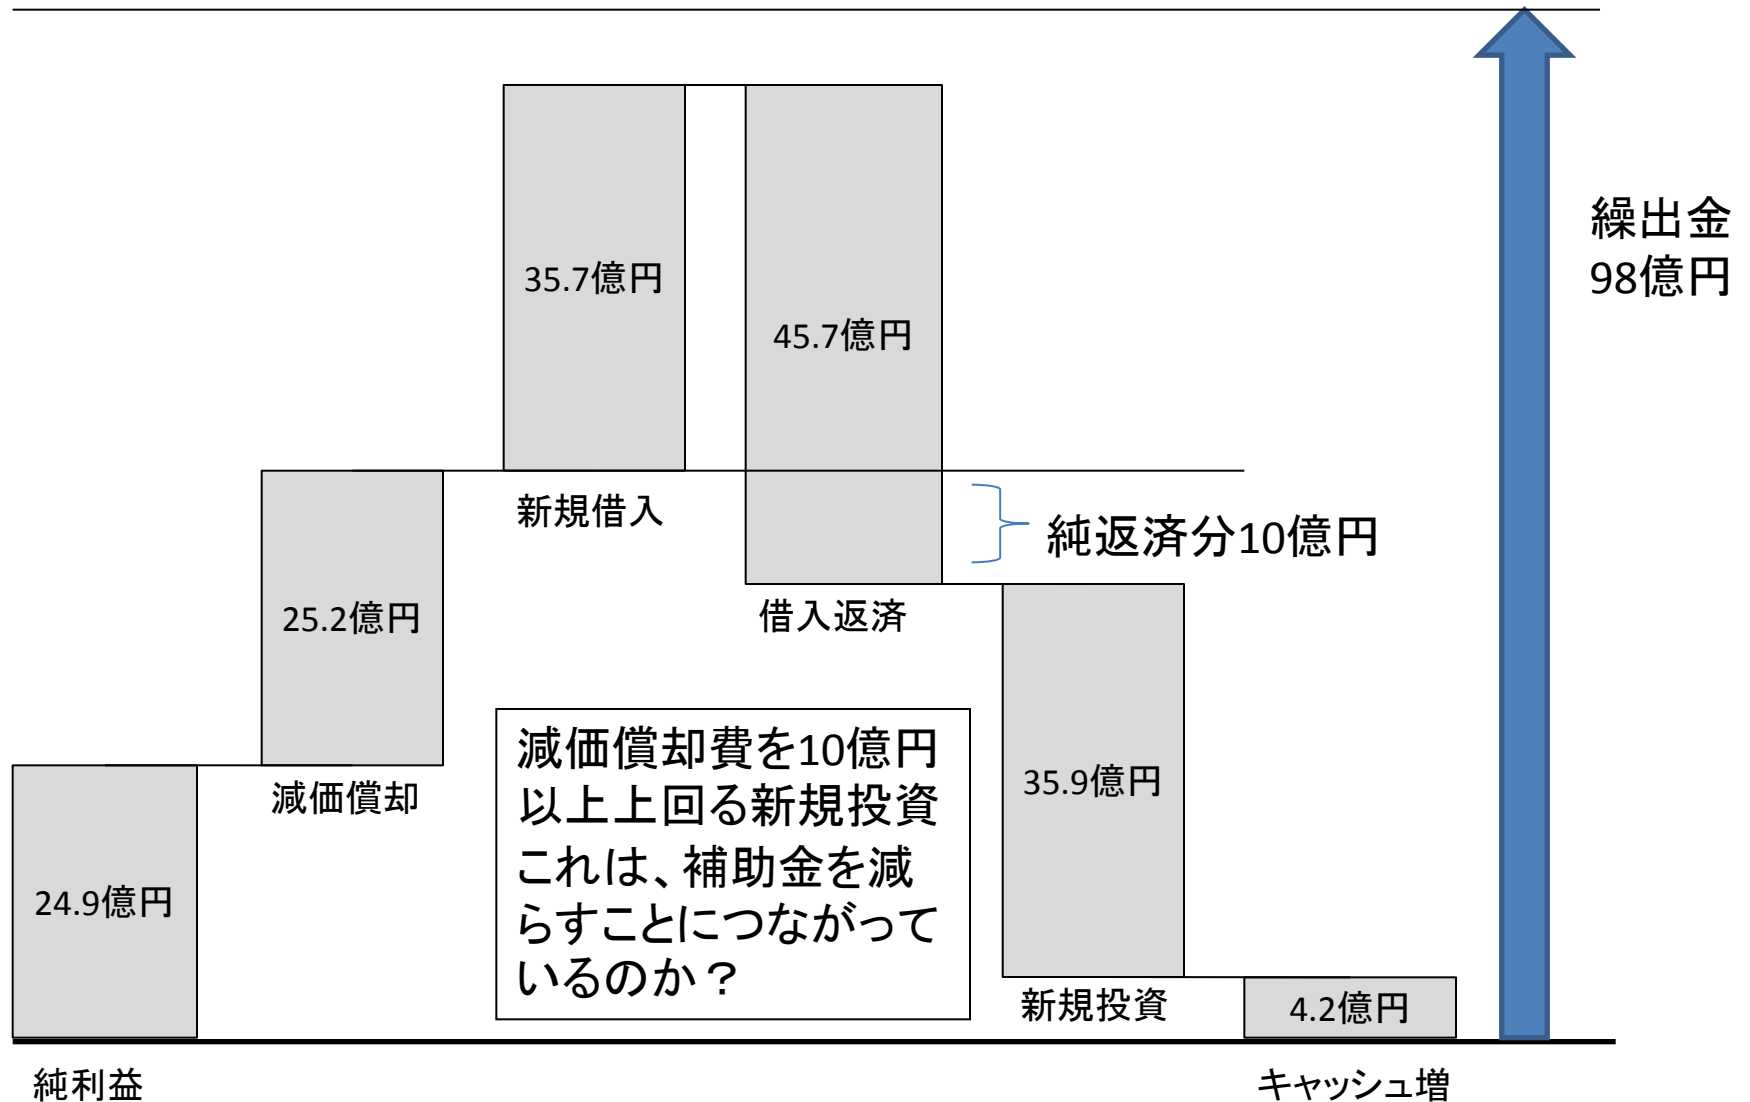 繰出金
98億円
35.7億円
45.7億円
新規借入
純返済分10億円
25.2億円
借入返済
減価償却
減価償却費を10億円
以上上回る新規投資
これは、補助金を減
らすことにつながって
いるのか？
35.9億円
24.9億円
新規投資
4.2億円
純利益
キャッシュ増